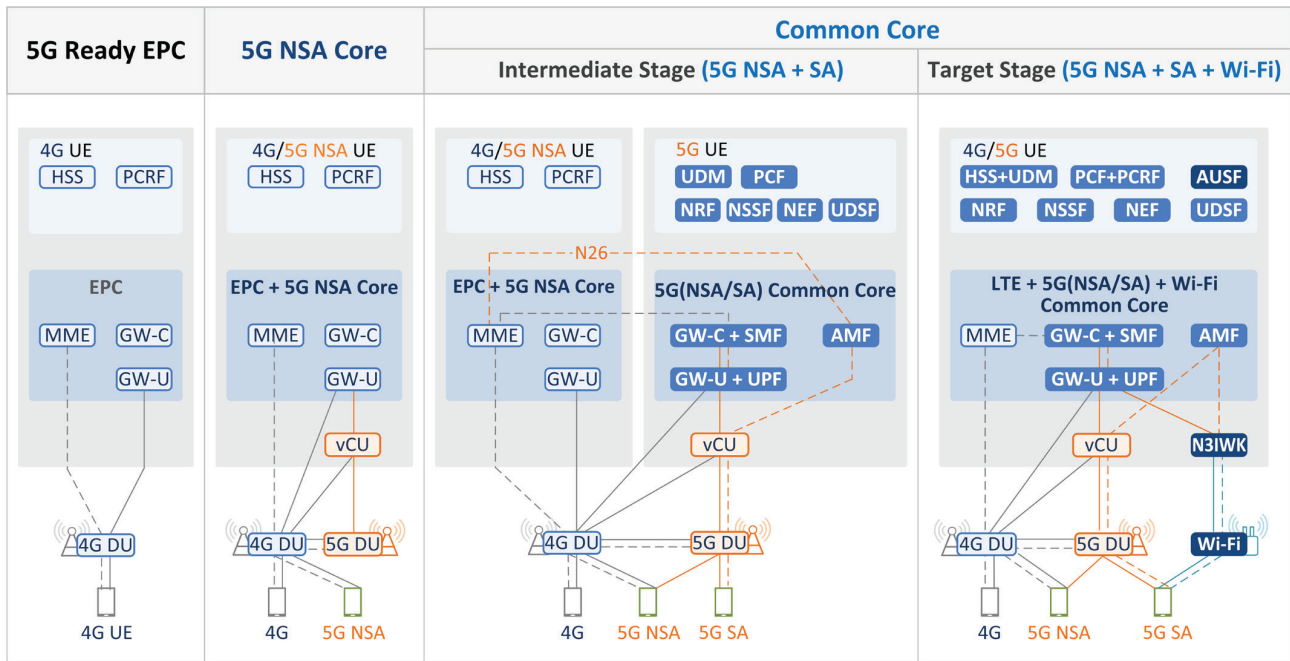 5G Ready EPC
5G NSA Core
Common Core
Intermediate Stage (5G NSA + SA)
Target Stage (5G NSA + SA + Wi-Fi)
4G UE
HSS
PCRF
EPC
MME
GW-C
GW-U
4G DU
4G UE
4G/5G NSA UE
HSS
PCRF
EPC + 5G NSA Core
MME
GW-C
GW-U
vCU
4G DU
5G DU
4G
5G NSA
4G/5G NSA UE
HSS
PCRF
N26
EPC + 5G NSA Core
MME
GW-C
GW-U
5G UE
UDM
PCF
NRF
NSSF
NEF
UDSF
5G(NSA/SA) Common Core
GW-C + SMF
AMF
GW-U + UPF
vCU
4G DU
5G DU
4G
5G NSA
5G SA
4G/5G UE
HSS+UDM
PCF+PCRF
AUSF
NRF
NSSF
NEF
UDSF
LTE + 5G(NSA/SA) + Wi-Fi
Common Core
MME
GW-C + SMF
AMF
GW-U + UPF
vCU
N3IWK
4G DU
5G DU
Wi-Fi
4G
5G NSA
5G SA